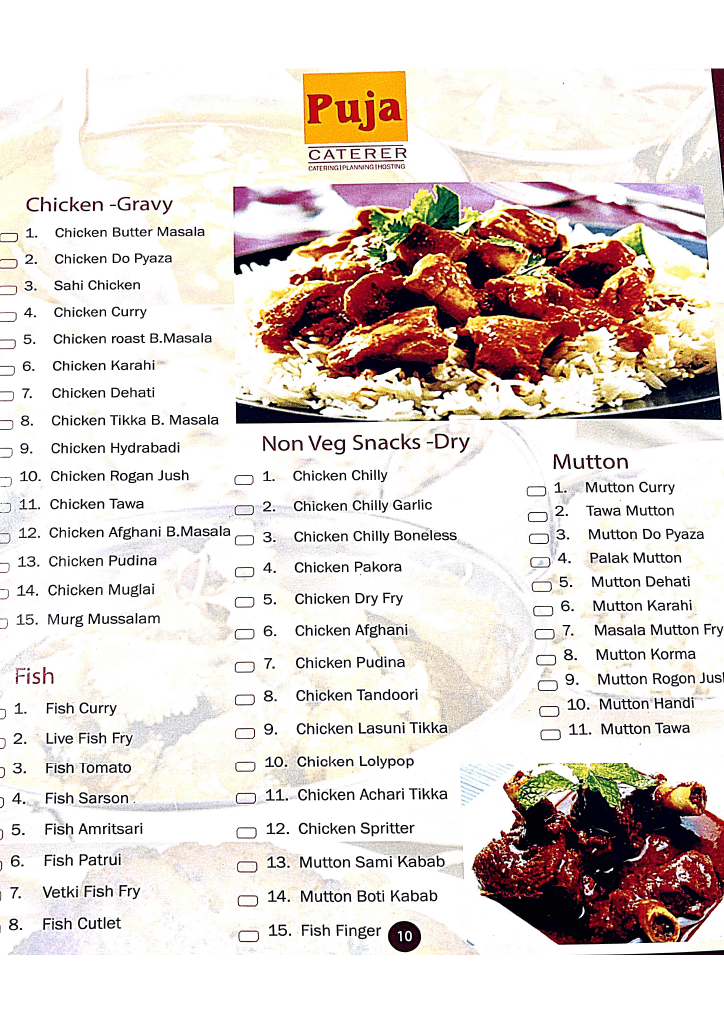 Puja
CATERER
CATERING|PLANNING|HOSTING
Chicken -Gravy
1. Chicken Butter Masala
2. Chicken Do Pyaza
3. Sahi Chicken
4. Chicken Curry
5. Chicken roast B.Masala
6. Chicken Karahi
7. Chicken Dehati
8. Chicken Tikka B. Masala
9. Chicken Hydrabadi
10. Chicken Rogan Jush
11. Chicken Tawa
12. Chicken Afghani B.Masala
13. Chicken Pudina
14. Chicken Muglai
15. Murg Mussalam
Fish
1. Fish Curry
2. Live Fish Fry
3. Fish Tomato
4. Fish Sarson
5. Fish Amritsari
6. Fish Patrui
7. Vetki Fish Fry
8. Fish Cutlet
Non Veg Snacks -Dry
1. Chicken Chilly
2. Chicken Chilly Garlic
3. Chicken Chilly Boneless
4. Chicken Pakora
5. Chicken Dry Fry
6. Chicken Afghani
7. Chicken Pudina
8. Chicken Tandoori
9. Chicken Lasuni Tikka
10. Chicken Lolypop
11. Chicken Achari Tikka
12. Chicken Spritter
13. Mutton Sami Kabab
14. Mutton Boti Kabab
15. Fish Finger
Mutton
1. Mutton Curry
2. Tawa Mutton
3. Mutton Do Pyaza
4. Palak Mutton
5. Mutton Dehati
6. Mutton Karahi
7. Masala Mutton Fry
8. Mutton Korma
9. Mutton Rogon Jush
10. Mutton Handi
11. Mutton Tawa
10